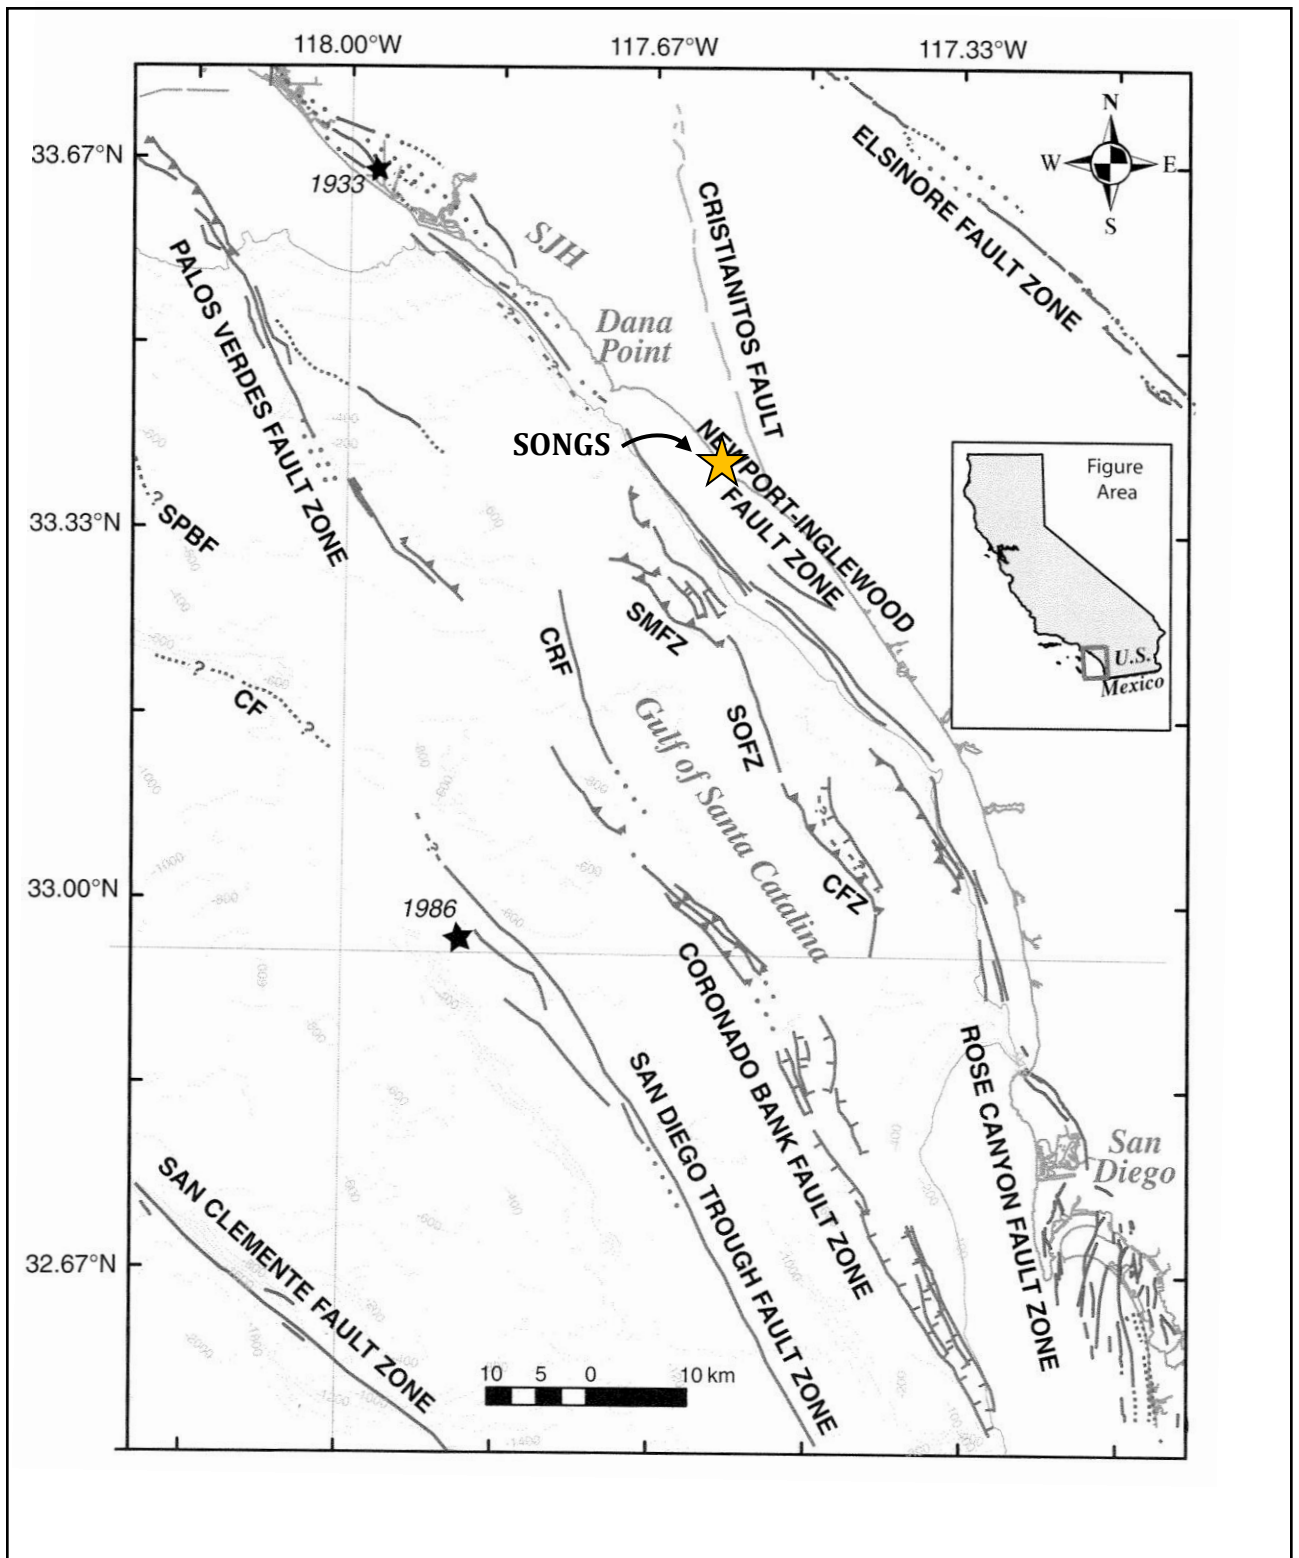 118.00°W 117.67°W 117.33°W
N
W E
S
33.67°N
1933
ELSINORE FAULT ZONE
CRISTIANITOS FAULT
SJH
PALOS VERDES FAULT ZONE
Dana
Point
SONGS
NEWPORT-INGLEWOOD
FAULT ZONE
Figure
Area
U.S.
Mexico
33.33°N
SPBF
?
SMFZ
CRF
CF
?
?
SOFZ
Gulf of Santa Catalina
33.00°N
1986
?
CFZ
CORONADO BANK FAULT ZONE
SAN DIEGO TROUGH FAULT ZONE
ROSE CANYON FAULT ZONE
San
Diego
SAN CLEMENTE FAULT ZONE
32.67°N
10 5 0 10 km